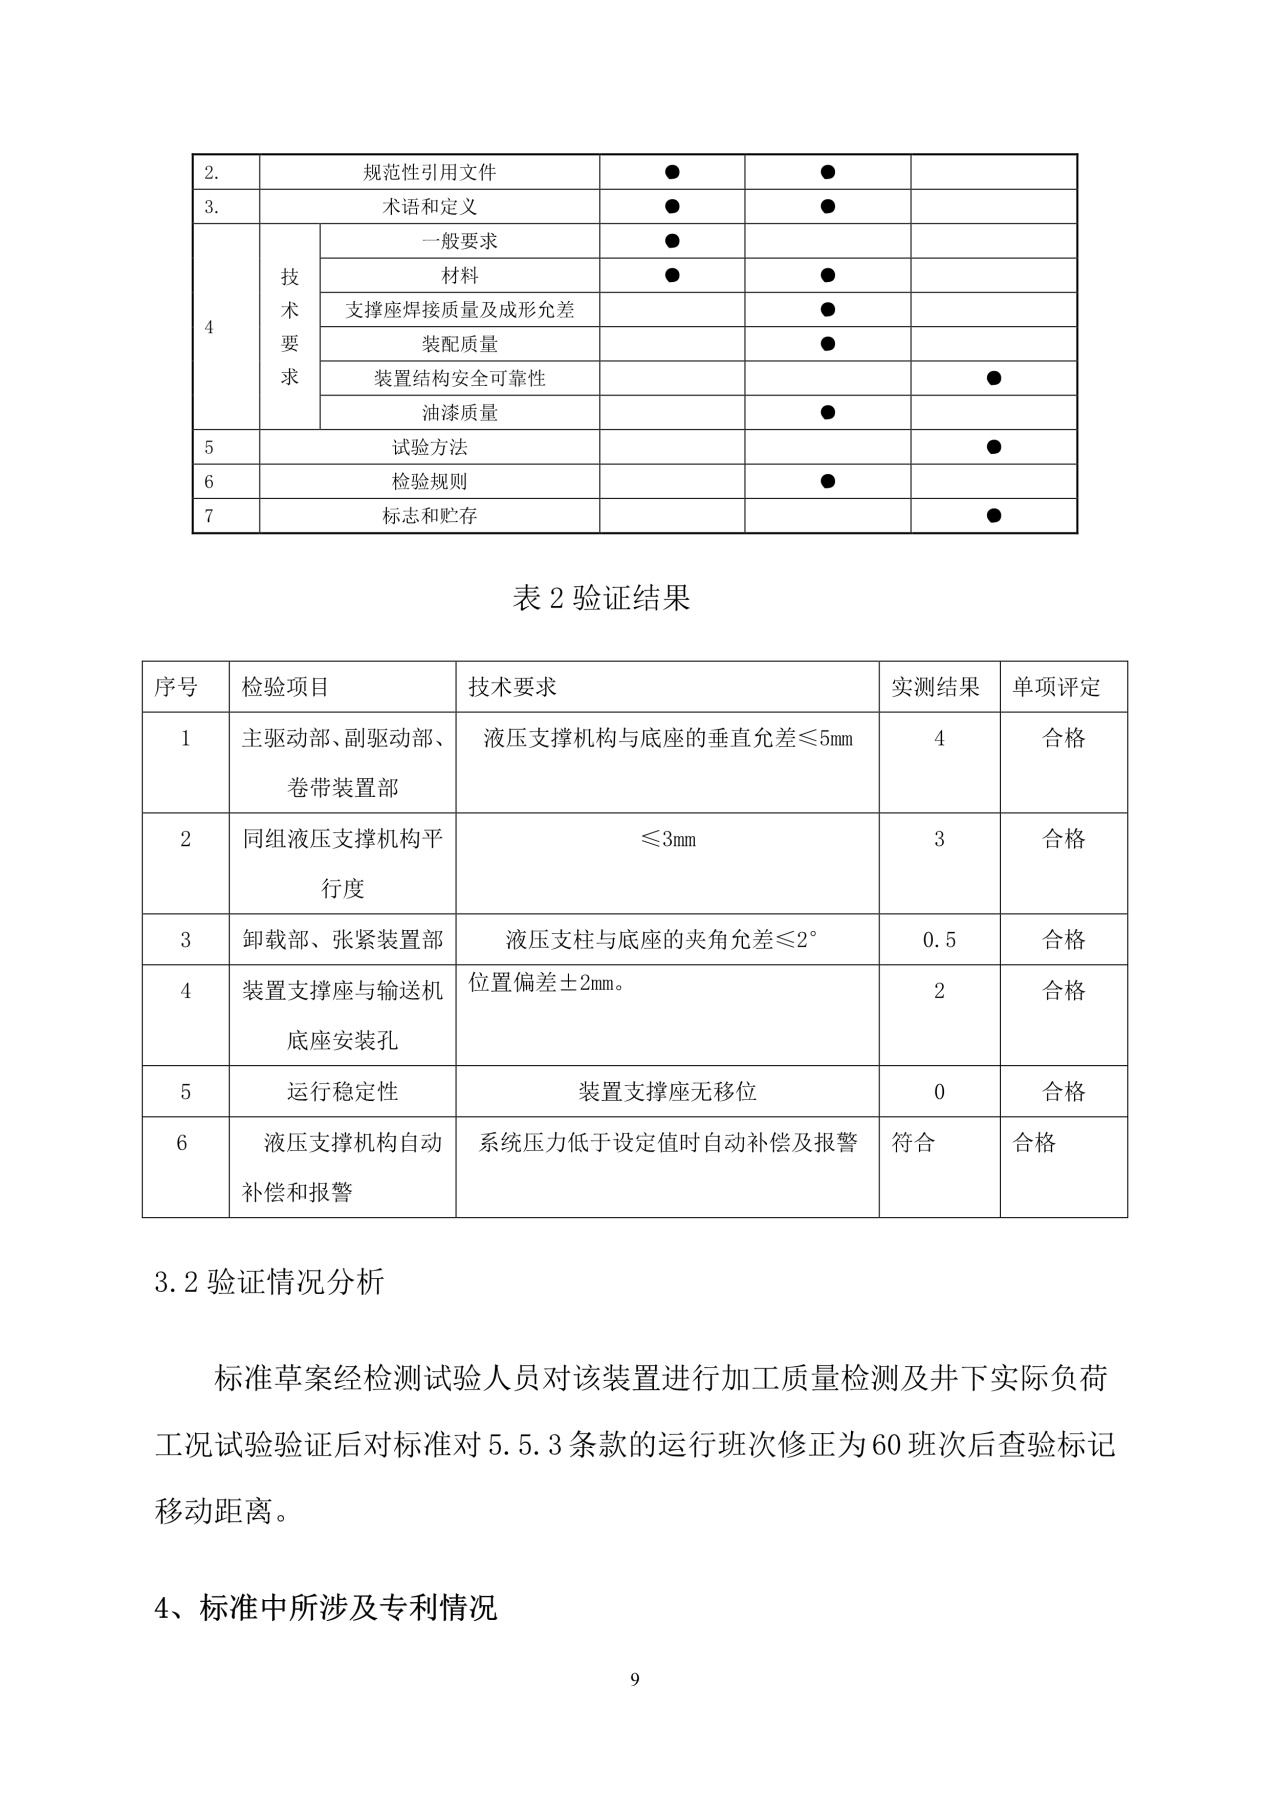 2. 规范性引用文件 ● ●
3. 术语和定义 ● ●
4 技术要求 一般要求 ●
材料 ● ●
支撑座焊接质量及成形允差 ●
装配质量 ●
装置结构安全可靠性 ●
油漆质量 ●
5 试验方法 ●
6 检验规则 ●
7 标志和贮存 ●
表 2 验证结果
序号 检验项目 技术要求 实测结果 单项评定
1 主驱动部、副驱动部、 液压支撑机构与底座的垂直允差≤5mm 4 合格
卷带装置部
2 同组液压支撑机构平 ≤3mm 3 合格
行度
3 卸载部、张紧装置部 液压支柱与底座的夹角允差≤2° 0.5 合格
4 装置支撑座与输送机 位置偏差±2mm。 2 合格
底座安装孔
5 运行稳定性 装置支撑座无移位 0 合格
6 液压支撑机构自动 系统压力低于设定值时自动补偿及报警 符合 合格
补偿和报警
3.2 验证情况分析
标准草案经检测试验人员对该装置进行加工质量检测及井下实际负荷
工况试验验证后对标准对 5.5.3 条款的运行班次修正为 60 班次后查验标记
移动距离。
4、标准中所涉及专利情况
9